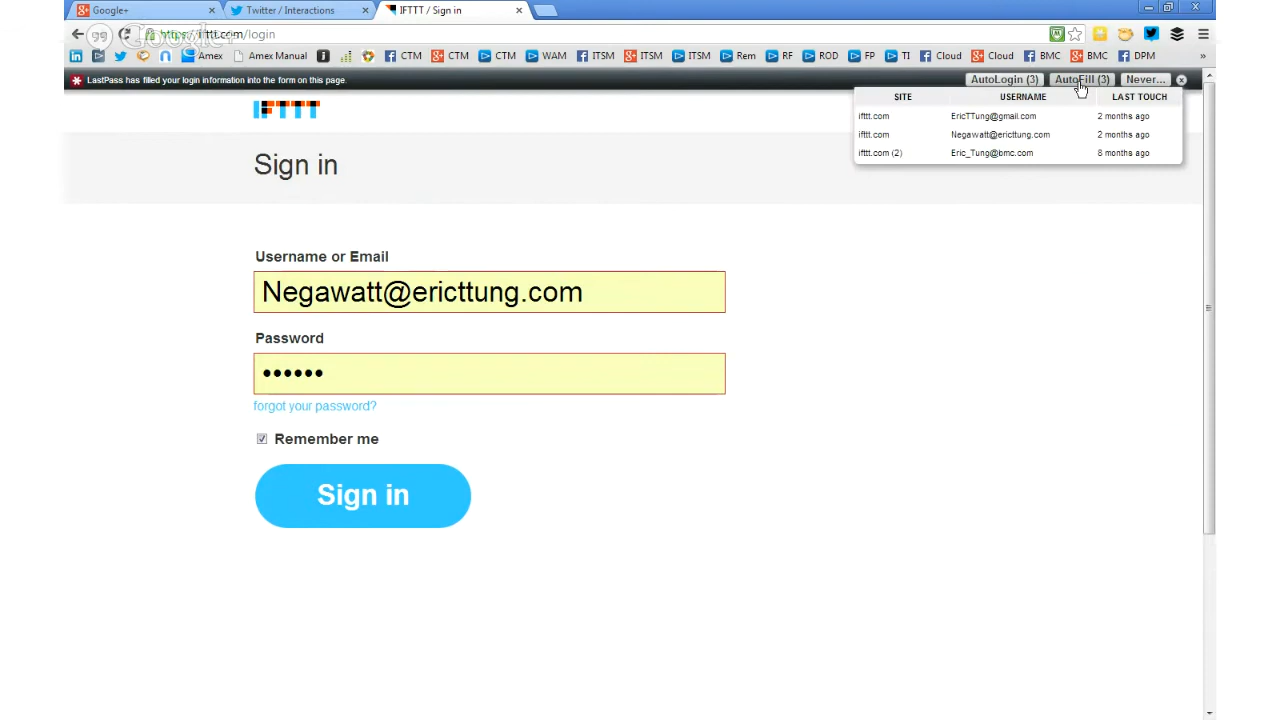 Google+
Twitter / Interactions
IFTTT / Sign in
https://ifttt.com/login
Google+
Amex
Amex Manual
CTM
CTM
CTM
WAM
ITSM
ITSM
ITSM
Rem
RF
ROD
FP
TI
Cloud
Cloud
BMC
BMC
DPM
»
LastPass has filled your login information into the form on this page.
AutoLogin (3)
AutoFill (3)
Never...
SITE USERNAME LAST TOUCH
ifttt.com EricTTung@gmail.com 2 months ago
ifttt.com Negawatt@ericttung.com 2 months ago
ifttt.com (2) Eric_Tung@bmc.com 8 months ago
IFTTT
Sign in
Username or Email
Negawatt@ericttung.com
Password
••••••
forgot your password?
Remember me
Sign in